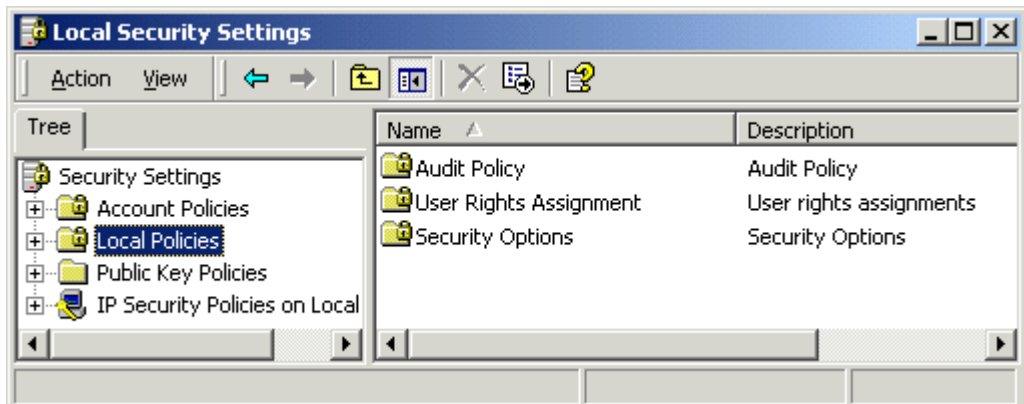 Local Security Settings
Action View
Tree
Security Settings
Account Policies
Local Policies
Public Key Policies
IP Security Policies on Local
Name Description
Audit Policy Audit Policy
User Rights Assignment User rights assignments
Security Options Security Options